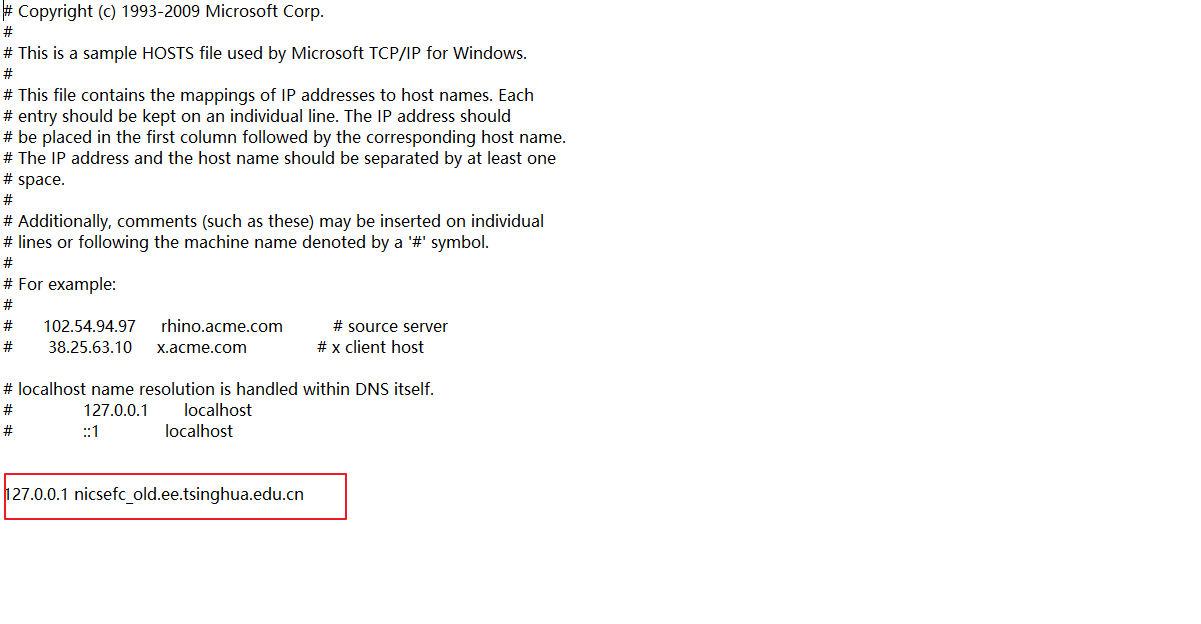 # Copyright (c) 1993-2009 Microsoft Corp.
#
# This is a sample HOSTS file used by Microsoft TCP/IP for Windows.
#
# This file contains the mappings of IP addresses to host names. Each
# entry should be kept on an individual line. The IP address should
# be placed in the first column followed by the corresponding host name.
# The IP address and the host name should be separated by at least one
# space.
#
# Additionally, comments (such as these) may be inserted on individual
# lines or following the machine name denoted by a '#' symbol.
#
# For example:
#
#      102.54.94.97     rhino.acme.com          # source server
#       38.25.63.10     x.acme.com              # x client host

# localhost name resolution is handled within DNS itself.
#	127.0.0.1       localhost
#	::1             localhost

127.0.0.1 nicsefc_old.ee.tsinghua.edu.cn